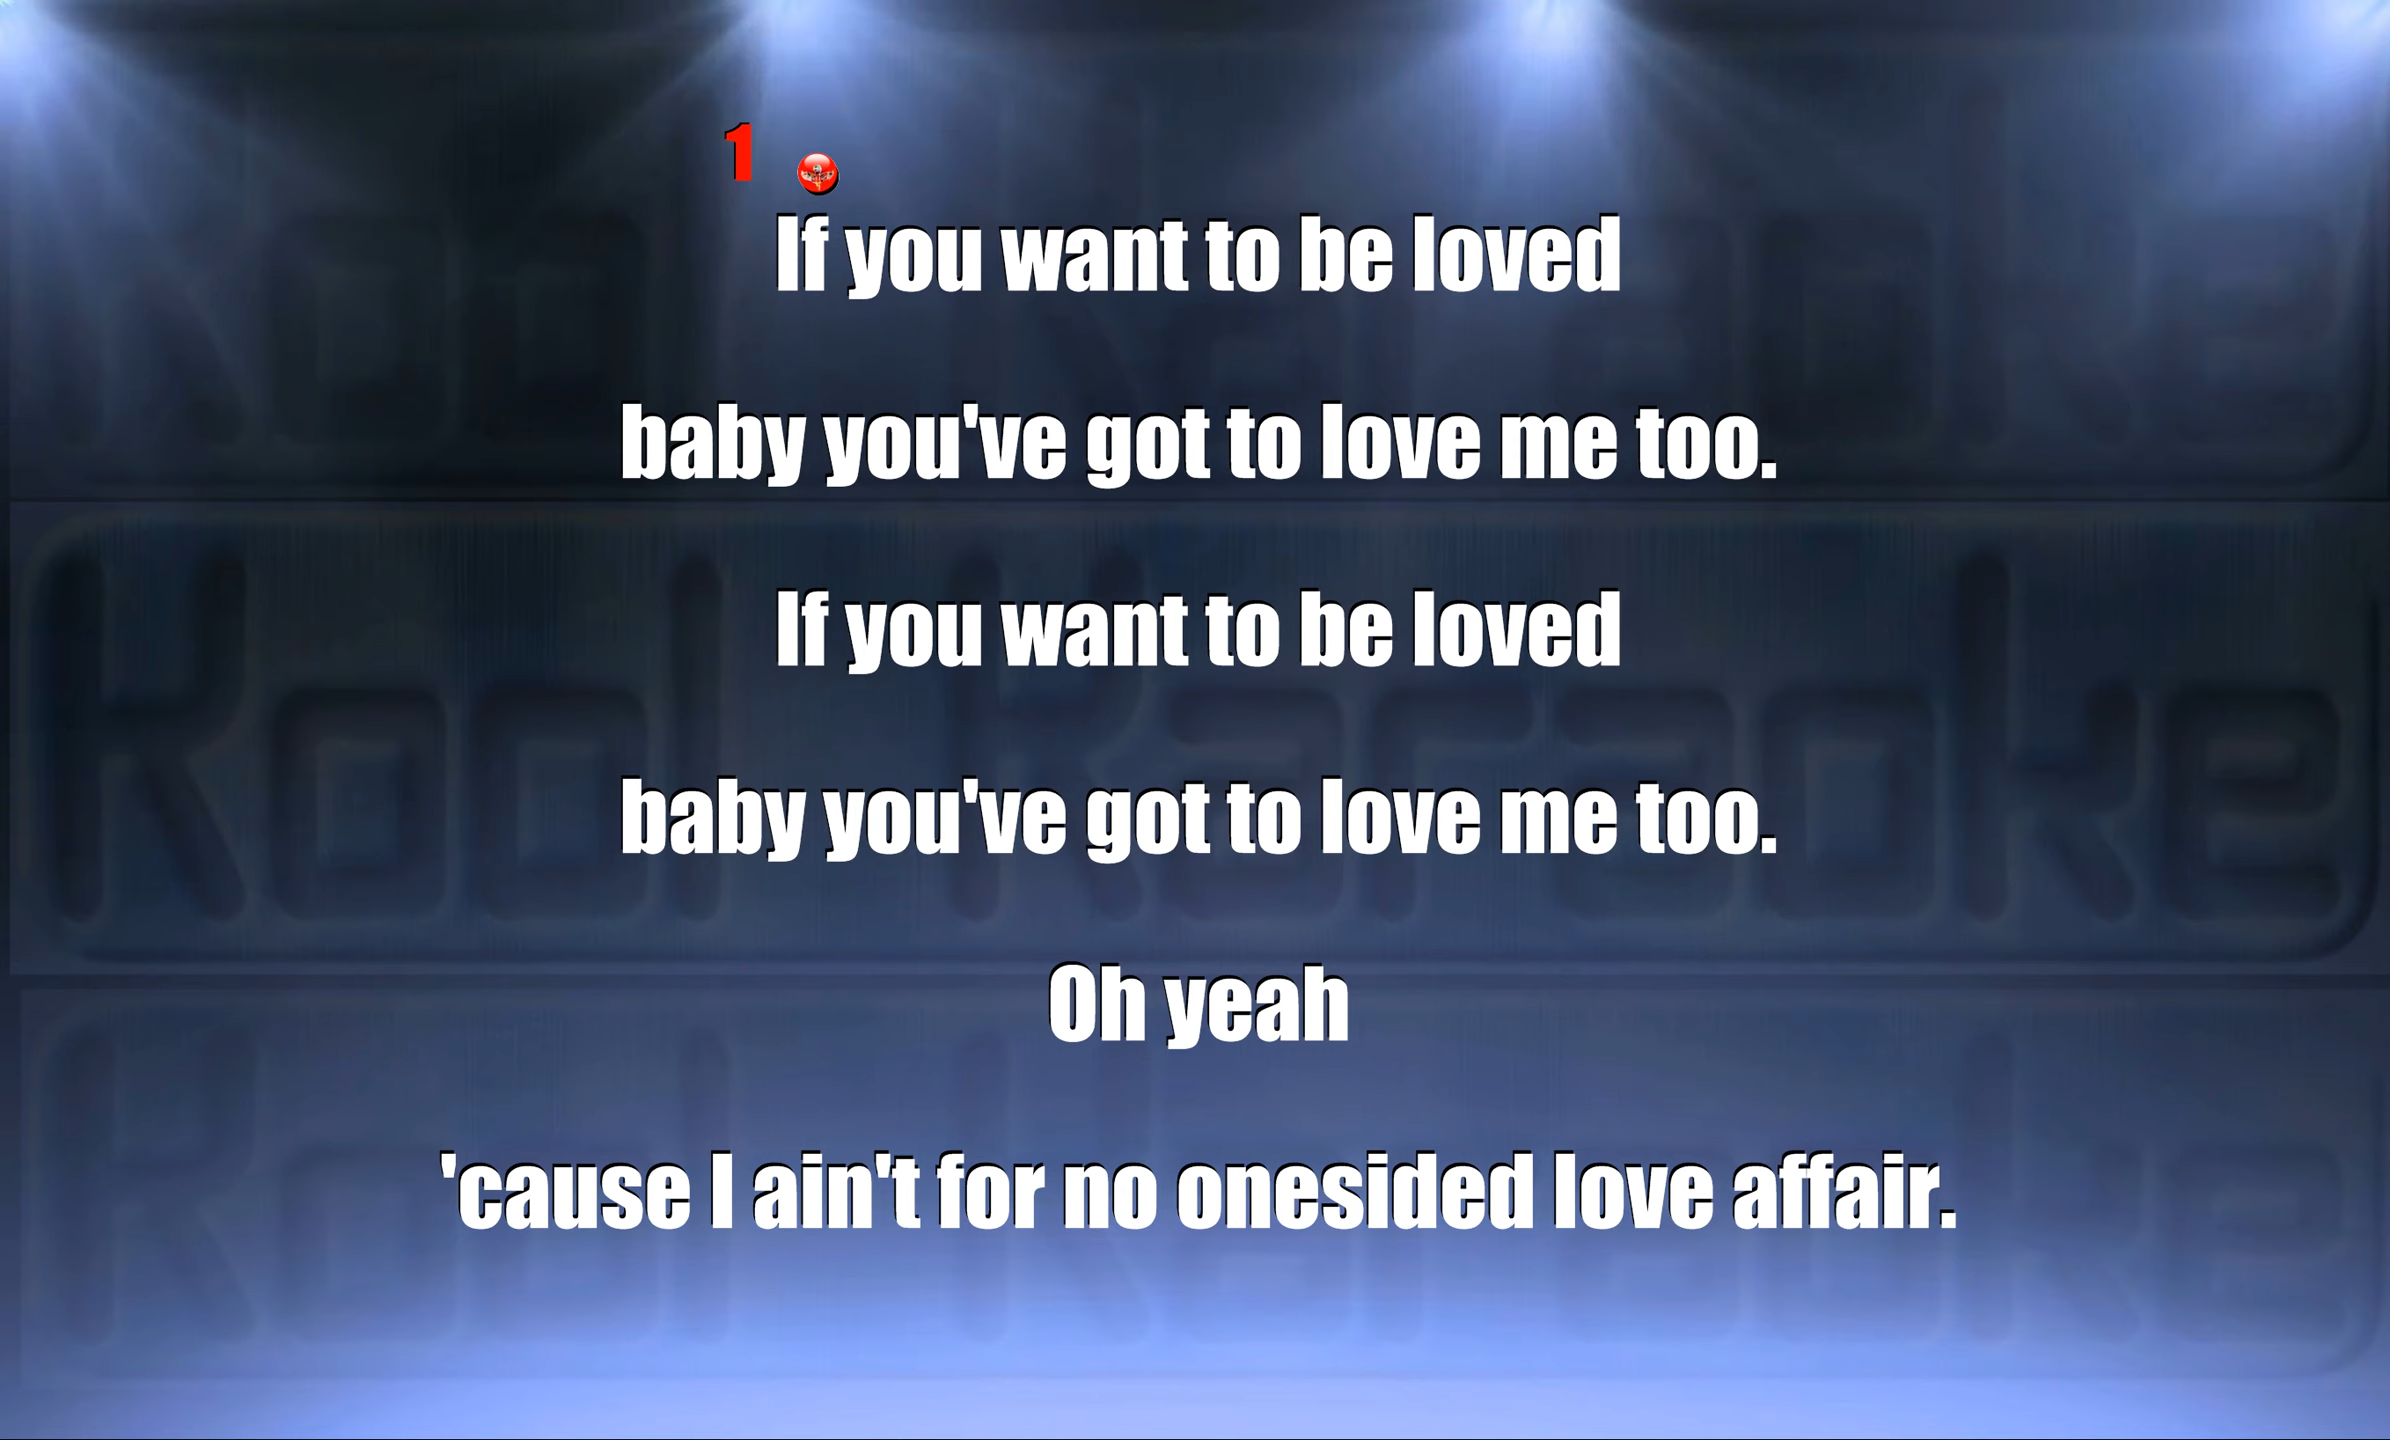 1
If you want to be loved
baby you've got to love me too.
If you want to be loved
baby you've got to love me too.
Oh yeah
'cause I ain't for no onesided love affair.
Kool Karaoke